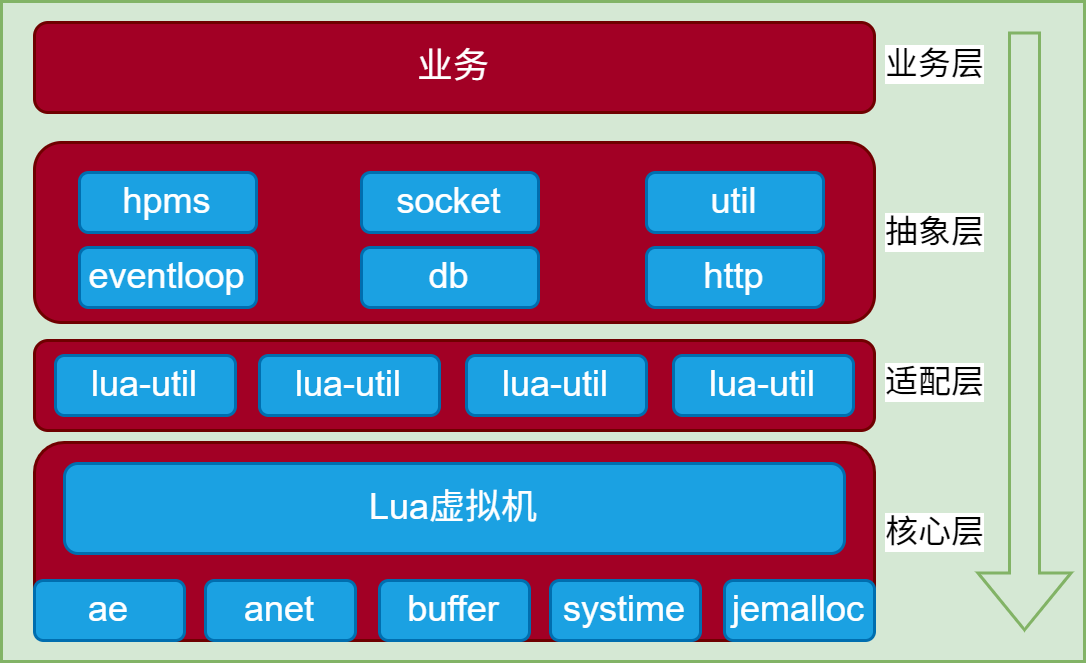 业务
业务层
hpms
socket
util
eventloop
db
http
抽象层
lua-util
lua-util
lua-util
lua-util
适配层
Lua虚拟机
核心层
ae
anet
buffer
systime
jemalloc